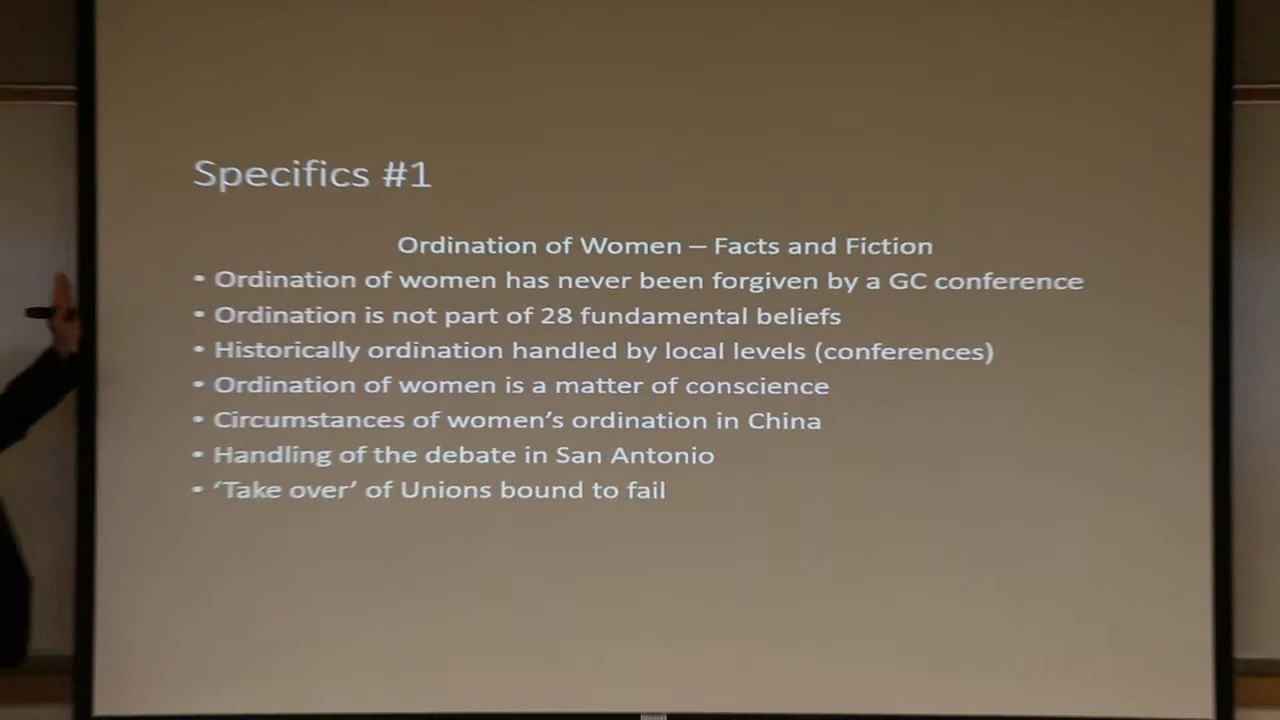 Specifics #1
Ordination of Women – Facts and Fiction
• Ordination of women has never been forgiven by a GC conference
• Ordination is not part of 28 fundamental beliefs
• Historically ordination handled by local levels (conferences)
• Ordination of women is a matter of conscience
• Circumstances of women’s ordination in China
• Handling of the debate in San Antonio
• ‘Take over’ of Unions bound to fail